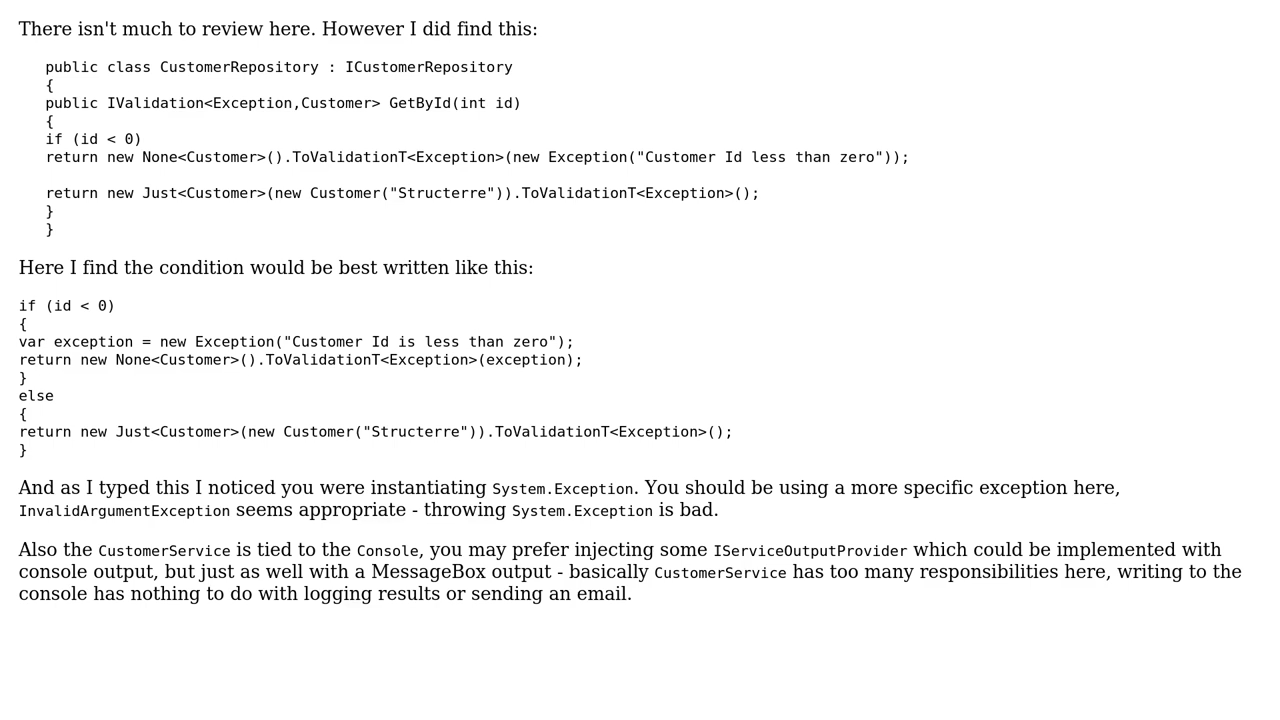 There isn't much to review here. However I did find this:
public class CustomerRepository : ICustomerRepository
{
public IValidation<Exception,Customer> GetById(int id)
{
if (id < 0)
return new None<Customer>().ToValidationT<Exception>(new Exception("Customer Id less than zero"));
return new Just<Customer>(new Customer("Structerre")).ToValidationT<Exception>();
}
}
Here I find the condition would be best written like this:
if (id < 0)
{
var exception = new Exception("Customer Id is less than zero");
return new None<Customer>().ToValidationT<Exception>(exception);
}
else
{
return new Just<Customer>(new Customer("Structerre")).ToValidationT<Exception>();
}
And as I typed this I noticed you were instantiating System.Exception. You should be using a more specific exception here,
InvalidArgumentException seems appropriate - throwing System.Exception is bad.
Also the CustomerService is tied to the Console, you may prefer injecting some IServiceOutputProvider which could be implemented with
console output, but just as well with a MessageBox output - basically CustomerService has too many responsibilities here, writing to the
console has nothing to do with logging results or sending an email.